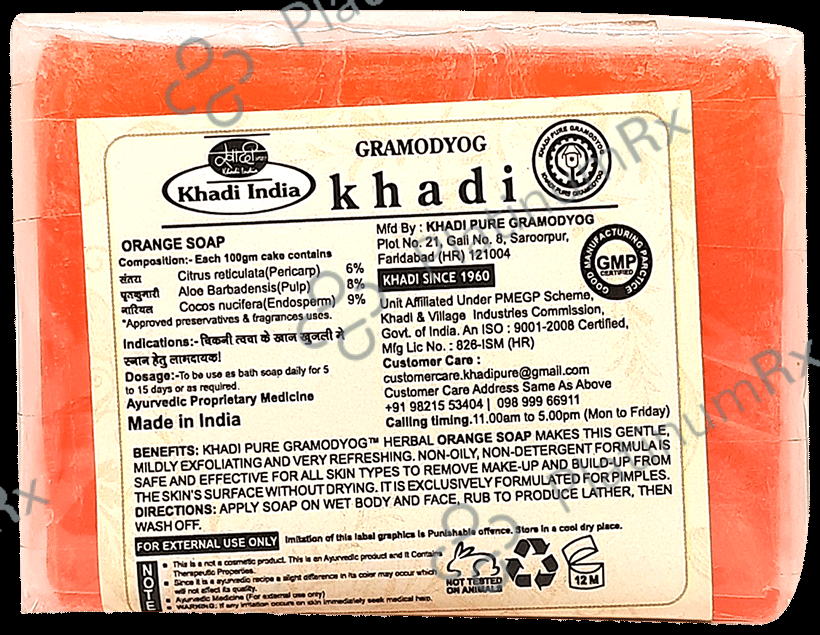 खादी
Khadi India
Khadi India
GRAMODYOG
khadi
KHADI PURE GRAMODYOG
KHADI PURE GRAMODYOG
ORANGE SOAP
Composition:- Each 100gm cake contains
संतरा Citrus reticulata(Pericarp) 6%
घृतकुमारी Aloe Barbadensis(Pulp) 8%
नारियल Cocos nucifera(Endosperm) 9%
*Approved preservatives & fragrances uses.
Indications:- चिकनी त्वचा के खाज खुजली मे
स्नान हेतु लाभदायक!
Dosage:-To be use as bath soap daily for 5
to 15 days or as required.
Ayurvedic Proprietary Medicine
Made in India
Mfd By : KHADI PURE GRAMODYOG
Plot No. 21, Gali No. 8, Saroorpur,
Faridabad (HR) 121004
KHADI SINCE 1960
GOOD MANUFACTURING PARCTICE
GMP
CERTIFIED
Unit Affiliated Under PMEGP Scheme,
Khadi & Village Industries Commission,
Govt. of India. An ISO : 9001-2008 Certified,
Mfg Lic No. : 826-ISM (HR)
Customer Care :
customercare.khadipure@gmail.com
Customer Care Address Same As Above
+91 98215 53404 | 098 999 66911
Calling timing.11.00am to 5.00pm (Mon to Friday)
BENEFITS: KHADI PURE GRAMODYOG™ HERBAL ORANGE SOAP MAKES THIS GENTLE,
MILDLY EXFOLIATING AND VERY REFRESHING. NON-OILY, NON-DETERGENT FORMULA IS
SAFE AND EFFECTIVE FOR ALL SKIN TYPES TO REMOVE MAKE-UP AND BUILD-UP FROM
THE SKIN'S SURFACE WITHOUT DRYING. IT IS EXCLUSIVELY FORMULATED FOR PIMPLES.
DIRECTIONS: APPLY SOAP ON WET BODY AND FACE, RUB TO PRODUCE LATHER, THEN
WASH OFF.
FOR EXTERNAL USE ONLY Imitation of this label graphics is Punishable offence. Store in a cool dry place.
NOTE
This is not a cosmetic product. This is an Ayurvedic product and it Contain
Therapeutic Properties.
Since it is a ayurvedic recipe a slight difference in its color may occur which
will not effect its quality.
Ayurvedic Medicine (For external use only)
WARNING: If any irritation occurs on skin immediately seek medical help.
NOT TESTED
ON ANIMALS
12 M
PlatinumRx
PlatinumRx
PlatinumRx
PlatinumRx
Rx